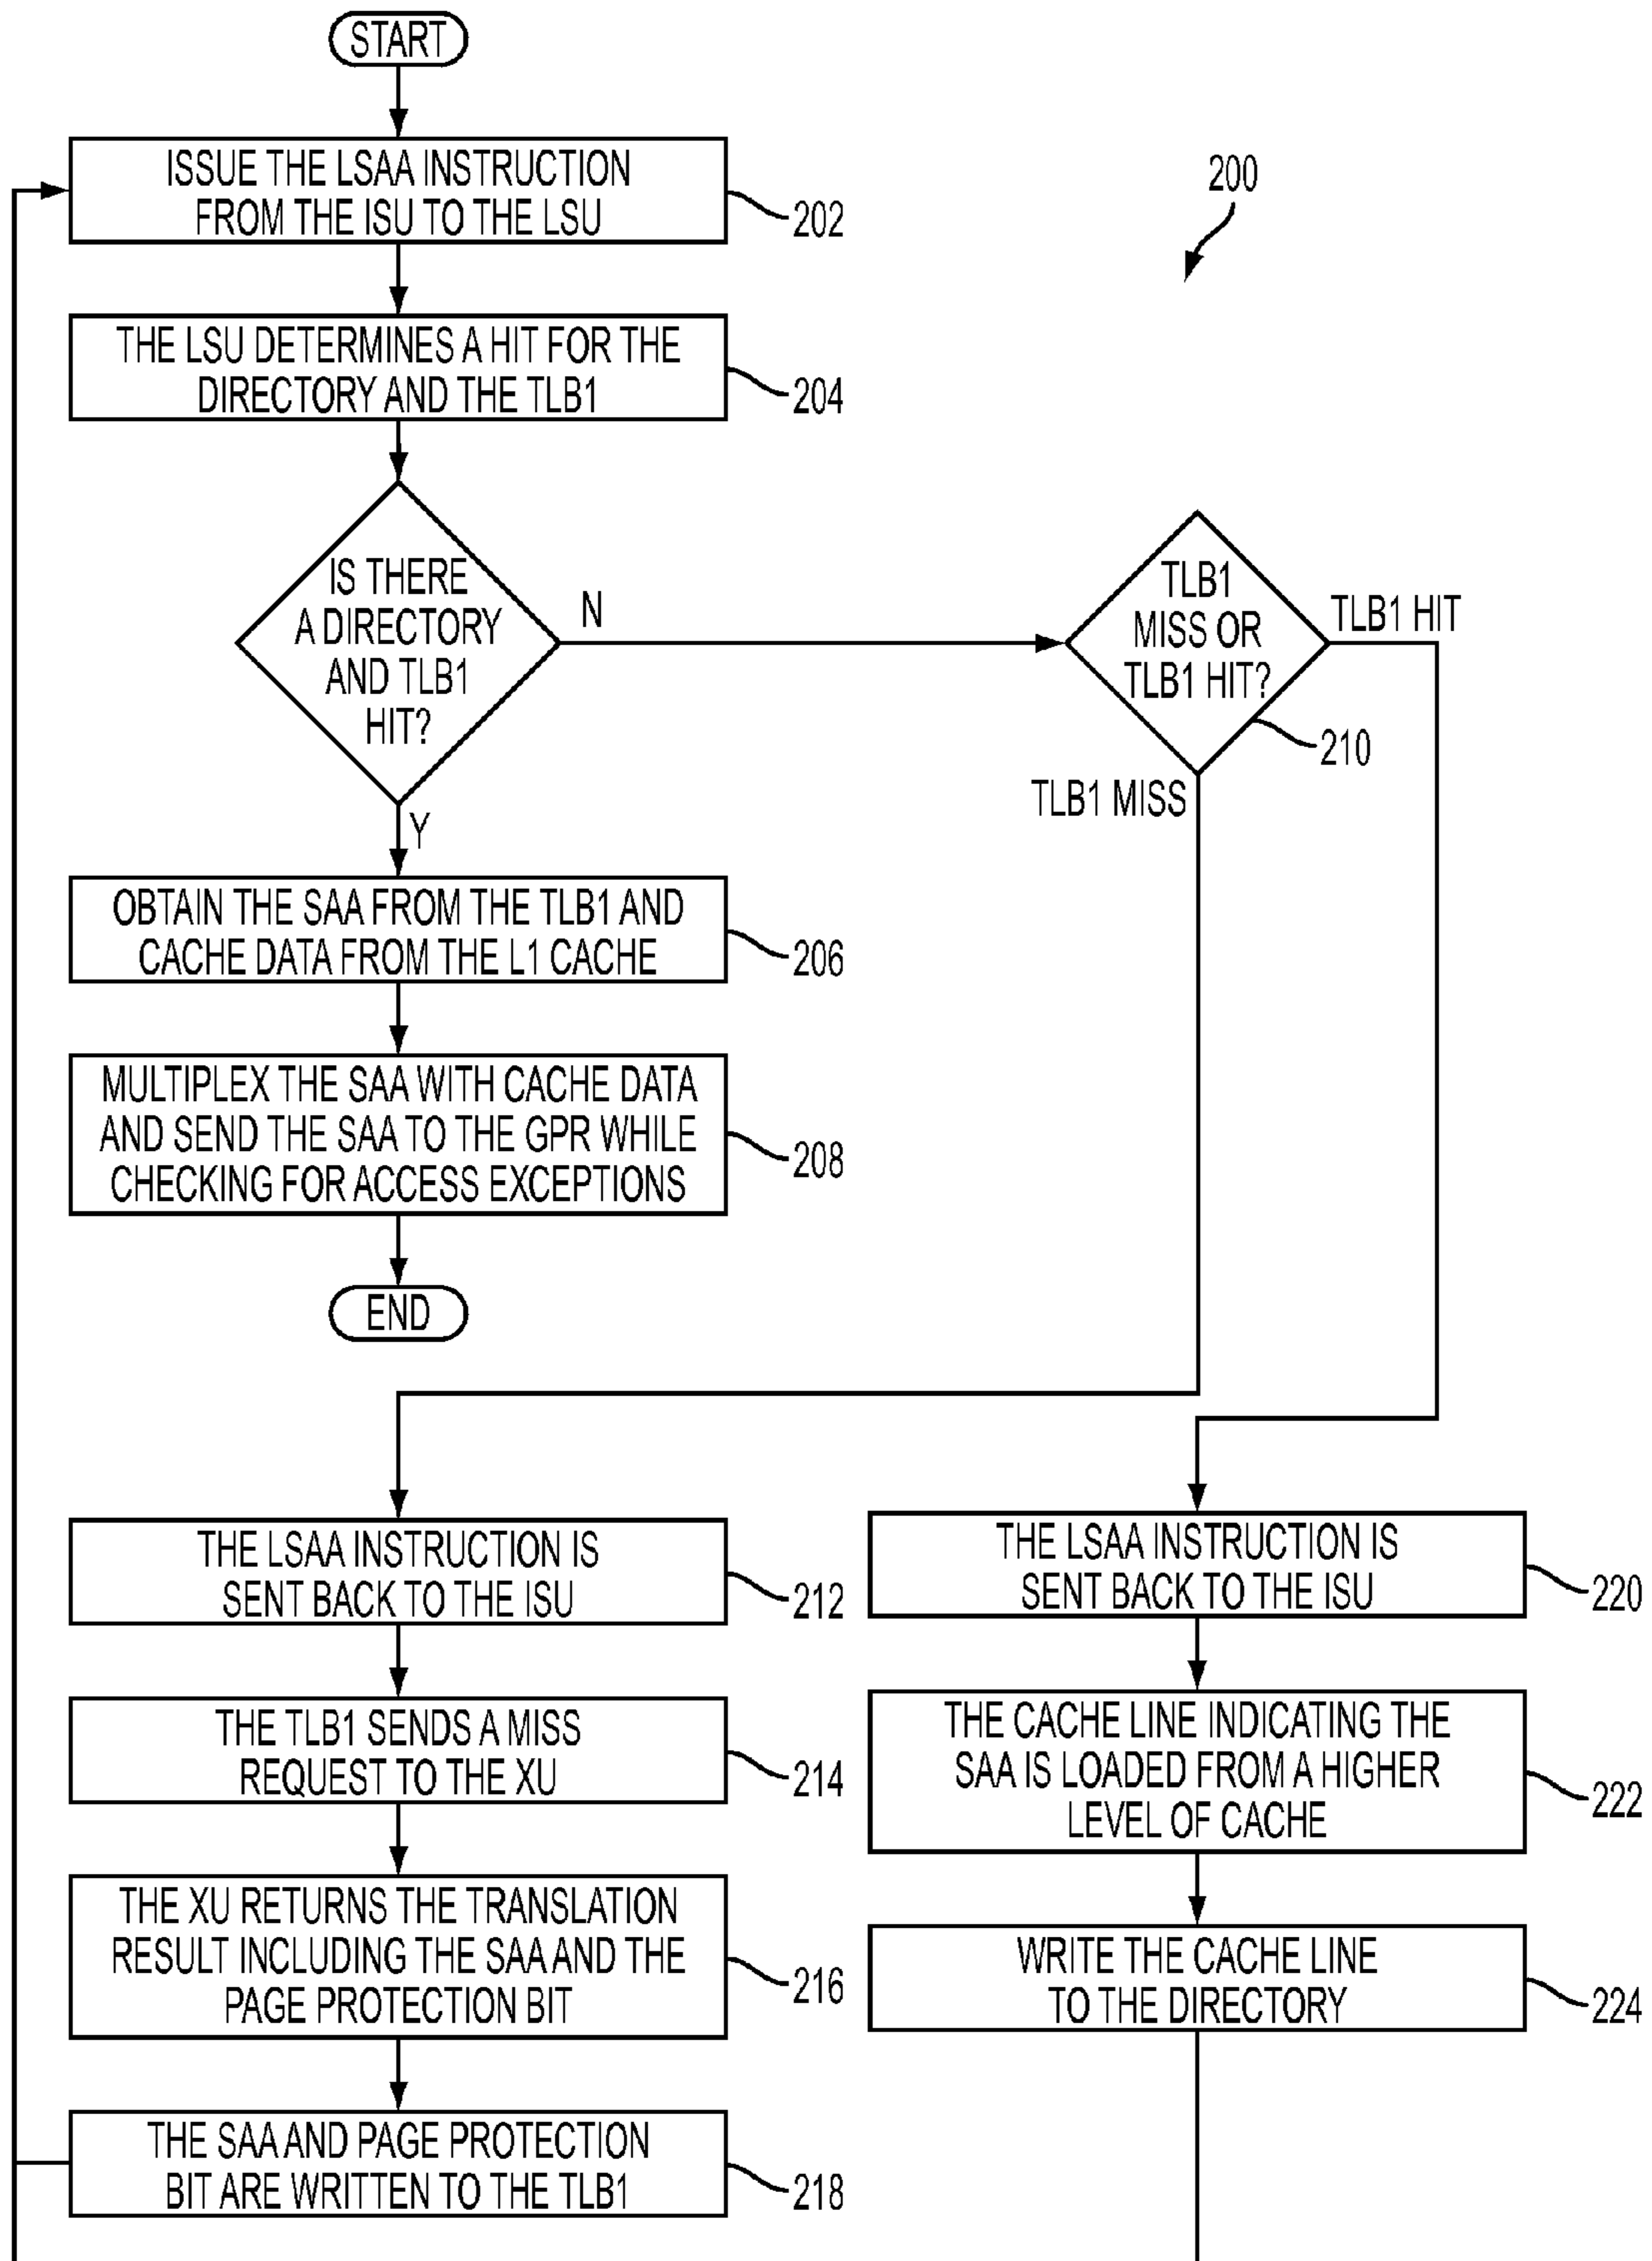 START
ISSUE THE LSAA INSTRUCTION
FROM THE ISU TO THE LSU
202
200
THE LSU DETERMINES A HIT FOR THE
DIRECTORY AND THE TLB1
204
IS THERE
A DIRECTORY
AND TLB1
HIT?
N
Y
TLB1
MISS OR
TLB1 HIT?
TLB1 HIT
210
TLB1 MISS
OBTAIN THE SAA FROM THE TLB1 AND
CACHE DATA FROM THE L1 CACHE
206
MULTIPLEX THE SAA WITH CACHE DATA
AND SEND THE SAA TO THE GPR WHILE
CHECKING FOR ACCESS EXCEPTIONS
208
END
THE LSAA INSTRUCTION IS
SENT BACK TO THE ISU
212
THE TLB1 SENDS A MISS
REQUEST TO THE XU
214
THE XU RETURNS THE TRANSLATION
RESULT INCLUDING THE SAA AND THE
PAGE PROTECTION BIT
216
THE SAA AND PAGE PROTECTION
BIT ARE WRITTEN TO THE TLB1
218
THE LSAA INSTRUCTION IS
SENT BACK TO THE ISU
220
THE CACHE LINE INDICATING THE
SAA IS LOADED FROM A HIGHER
LEVEL OF CACHE
222
WRITE THE CACHE LINE
TO THE DIRECTORY
224